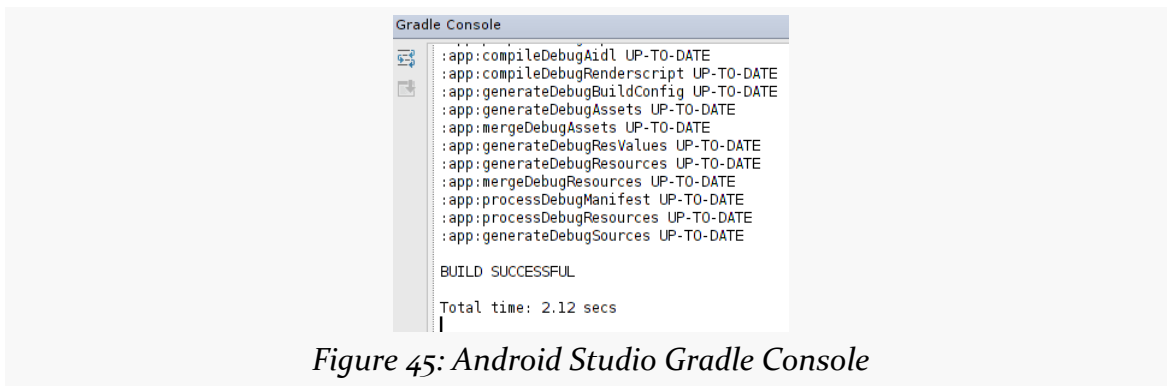 Gradle Console
:app:compileDebugAidl UP-TO-DATE
:app:compileDebugRenderscript UP-TO-DATE
:app:generateDebugBuildConfig UP-TO-DATE
:app:generateDebugAssets UP-TO-DATE
:app:mergeDebugAssets UP-TO-DATE
:app:generateDebugResValues UP-TO-DATE
:app:generateDebugResources UP-TO-DATE
:app:mergeDebugResources UP-TO-DATE
:app:processDebugManifest UP-TO-DATE
:app:processDebugResources UP-TO-DATE
:app:generateDebugSources UP-TO-DATE
BUILD SUCCESSFUL
Total time: 2.12 secs
Figure 45: Android Studio Gradle Console